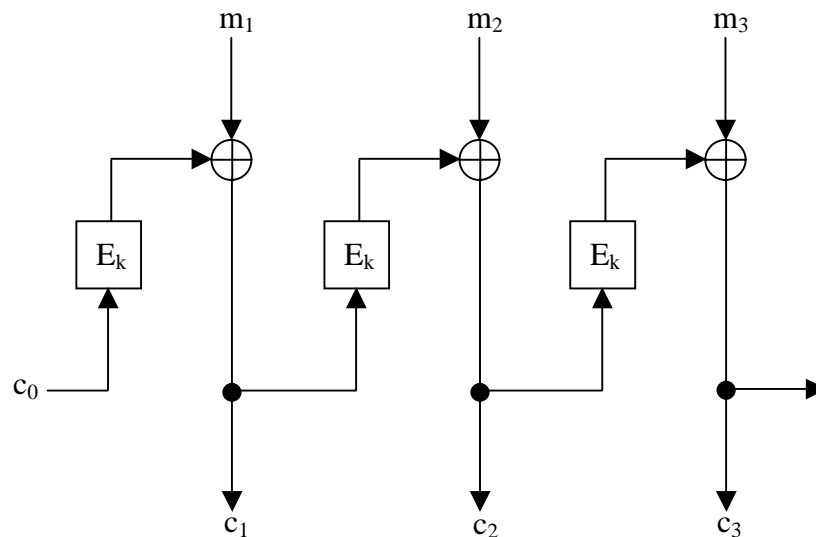 m₁ m₂ m₃
Eₖ Eₖ Eₖ
c₀
c₁ c₂ c₃